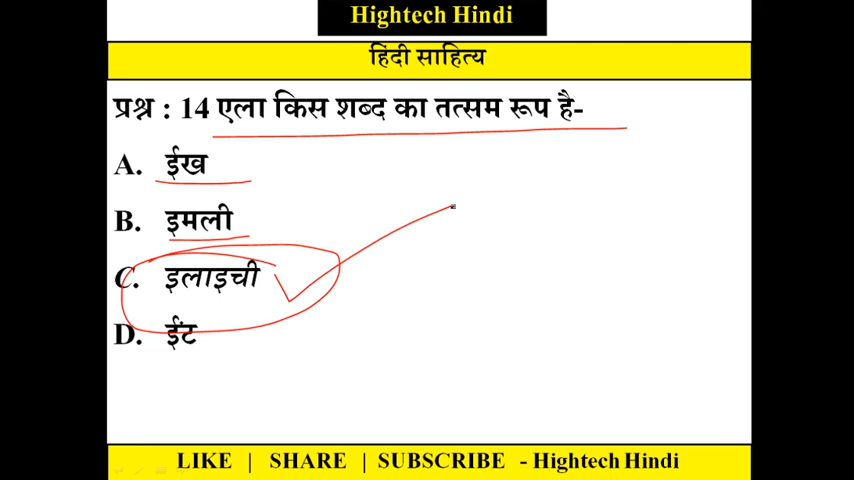 Hightech Hindi
हिंदी साहित्य
प्रश्न : 14 एला किस शब्द का तत्सम रूप है-
A. ईख
B. इमली
C. इलाइची
D. ईंट
LIKE | SHARE | SUBSCRIBE - Hightech Hindi